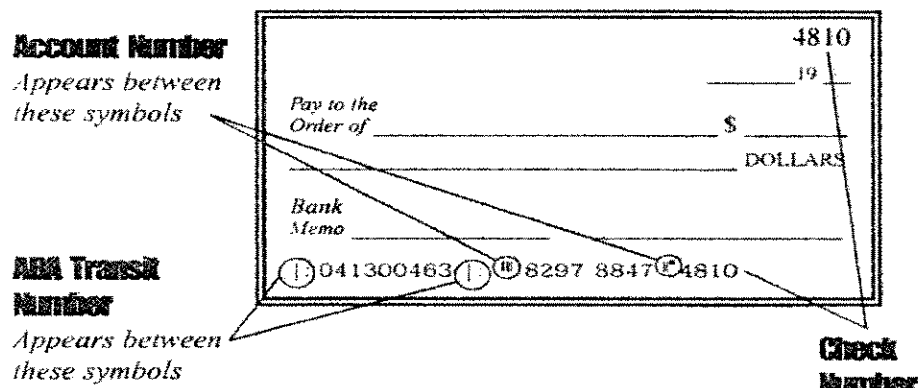 Account Number
Appears between
these symbols
4810
19
Pay to the
Order of $
DOLLARS
Bank
Memo
⑆041300463⑆ ⑈8297 8847⑈4810
ABA Transit
Number
Appears between
these symbols
Check
Number